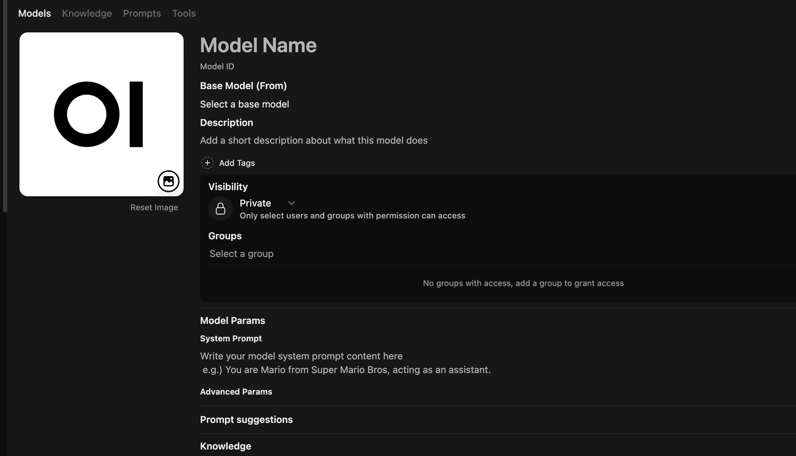 Models Knowledge Prompts Tools
OI
Model Name
Model ID
Base Model (From)
Select a base model
Description
Add a short description about what this model does
Add Tags
Visibility
Private
Only select users and groups with permission can access
Groups
Select a group
No groups with access, add a group to grant access
Reset Image
Model Params
System Prompt
Write your model system prompt content here
e.g.) You are Mario from Super Mario Bros, acting as an assistant.
Advanced Params
Prompt suggestions
Knowledge